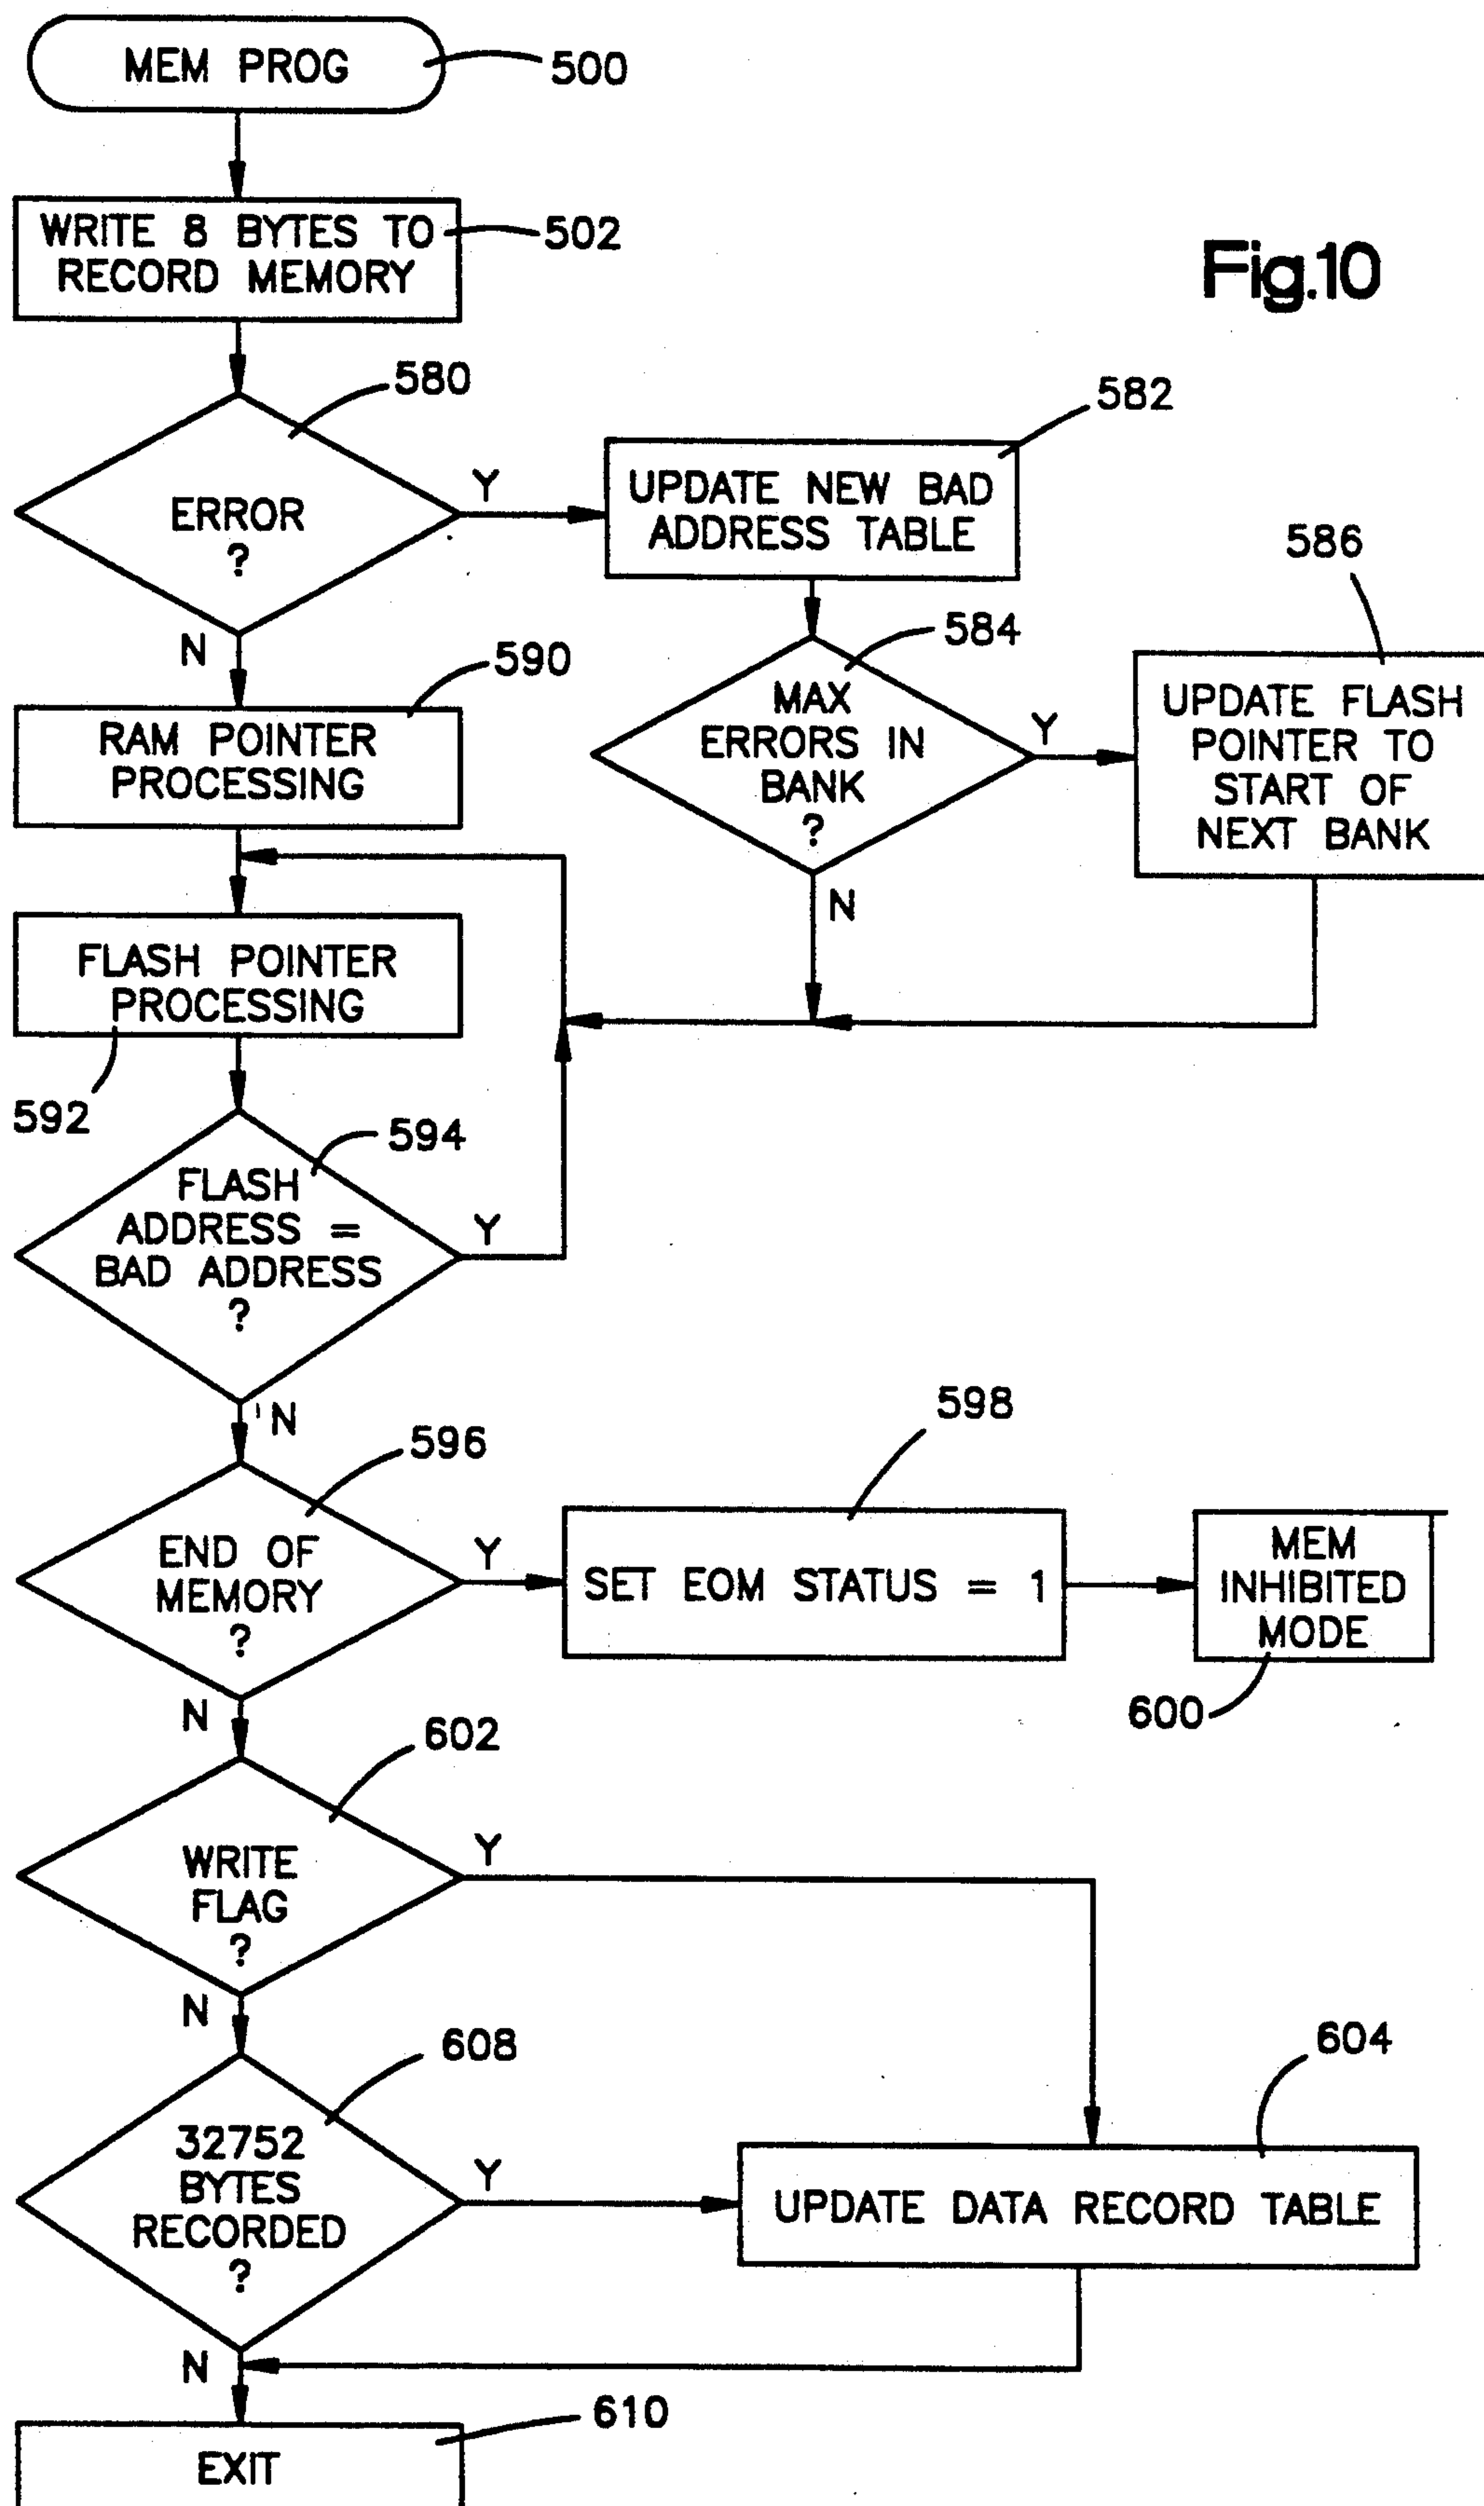 MEM PROG
500
WRITE 8 BYTES TO
RECORD MEMORY
502
Fig.10
580
ERROR
?
Y
N
582
UPDATE NEW BAD
ADDRESS TABLE
584
MAX
ERRORS IN
BANK
?
Y
N
586
UPDATE FLASH
POINTER TO
START OF
NEXT BANK
590
RAM POINTER
PROCESSING
FLASH POINTER
PROCESSING
592
594
FLASH
ADDRESS =
BAD ADDRESS
?
Y
N
596
END OF
MEMORY
?
Y
N
598
SET EOM STATUS = 1
MEM
INHIBITED
MODE
600
602
WRITE
FLAG
?
Y
N
608
32752
BYTES
RECORDED
?
Y
N
604
UPDATE DATA RECORD TABLE
610
EXIT